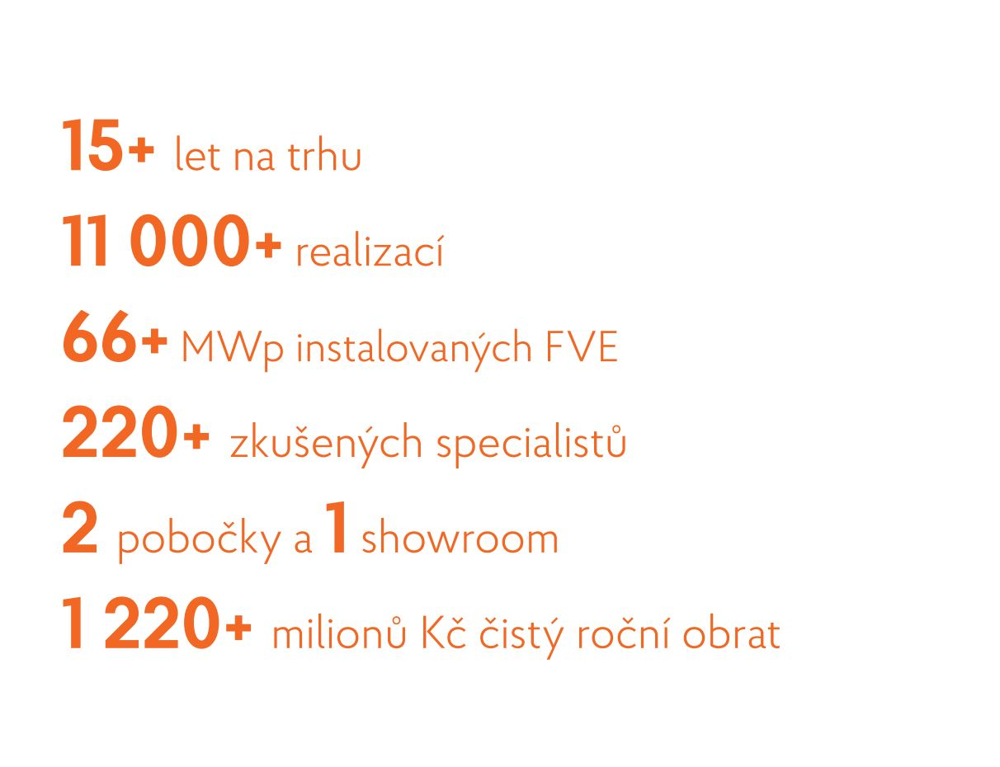 15+ let na trhu
11 000+ realizací
66+ MWp instalovaných FVE
220+ zkušených specialistů
2 pobočky a 1 showroom
1 220+ milionů Kč čistý roční obrat